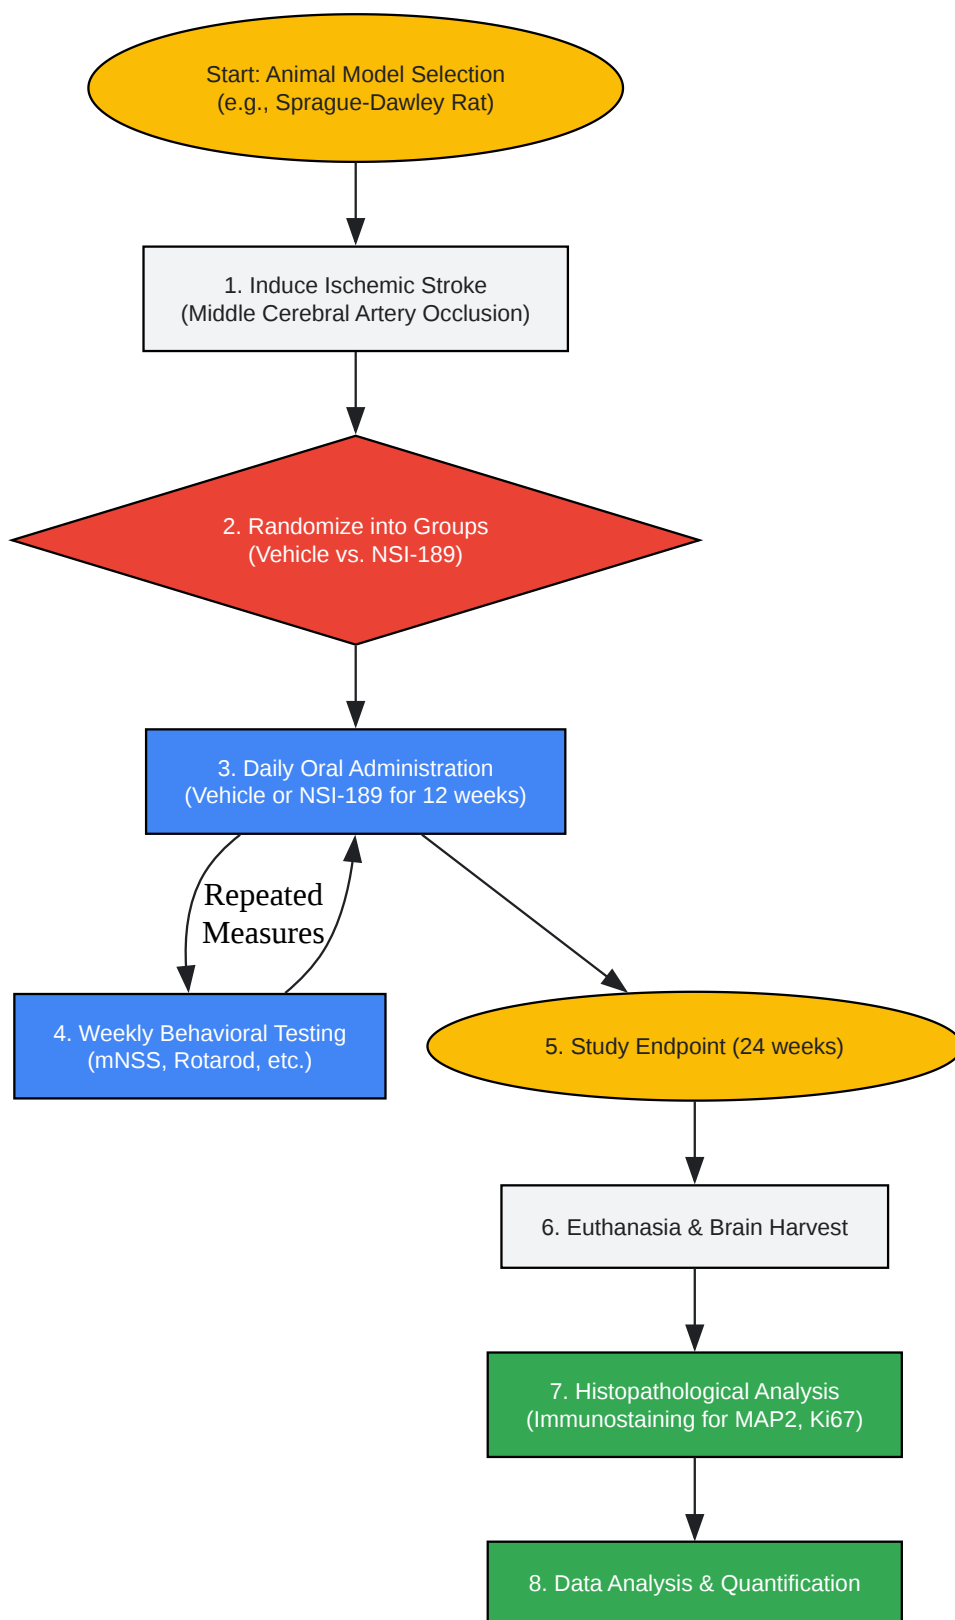 Start: Animal Model Selection
(e.g., Sprague-Dawley Rat)
1. Induce Ischemic Stroke
(Middle Cerebral Artery Occlusion)
2. Randomize into Groups
(Vehicle vs. NSI-189)
3. Daily Oral Administration
(Vehicle or NSI-189 for 12 weeks)
Repeated
Measures
4. Weekly Behavioral Testing
(mNSS, Rotarod, etc.)
5. Study Endpoint (24 weeks)
6. Euthanasia & Brain Harvest
7. Histopathological Analysis
(Immunostaining for MAP2, Ki67)
8. Data Analysis & Quantification